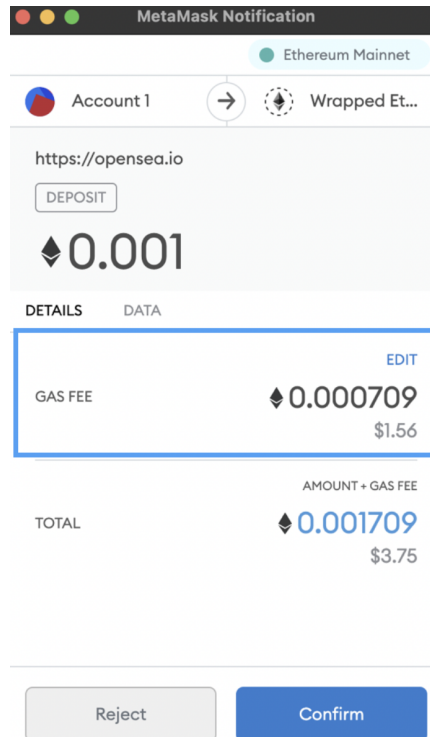 MetaMask Notification
Ethereum Mainnet
Account 1 Wrapped Et...
https://opensea.io
DEPOSIT
0.001
DETAILS DATA
EDIT
GAS FEE 0.000709
$1.56
AMOUNT + GAS FEE
TOTAL 0.001709
$3.75
Reject Confirm